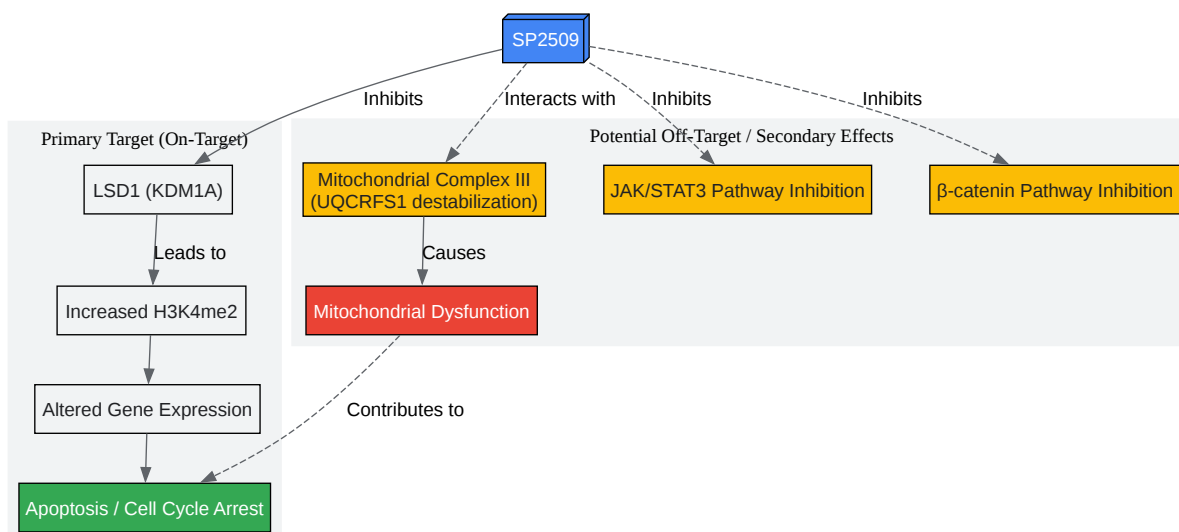 SP2509
Inhibits
Interacts with
Inhibits
Inhibits
Primary Target (On-Target)
Potential Off-Target / Secondary Effects
LSD1 (KDM1A)
Mitochondrial Complex III
(UQCRFS1 destabilization)
JAK/STAT3 Pathway Inhibition
β-catenin Pathway Inhibition
Leads to
Causes
Increased H3K4me2
Mitochondrial Dysfunction
Altered Gene Expression
Contributes to
Apoptosis / Cell Cycle Arrest